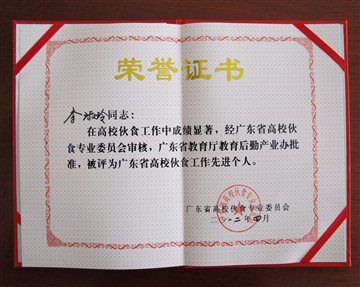 荣誉证书
李淑玲同志：
在高校伙食工作中成绩显著，经广东省高校伙
食专业委员会审核，广东省教育厅教育后勤产业办批
准，被评为广东省高校伙食工作先进个人。
广东省高校伙食专业委员会
二〇一二年四月